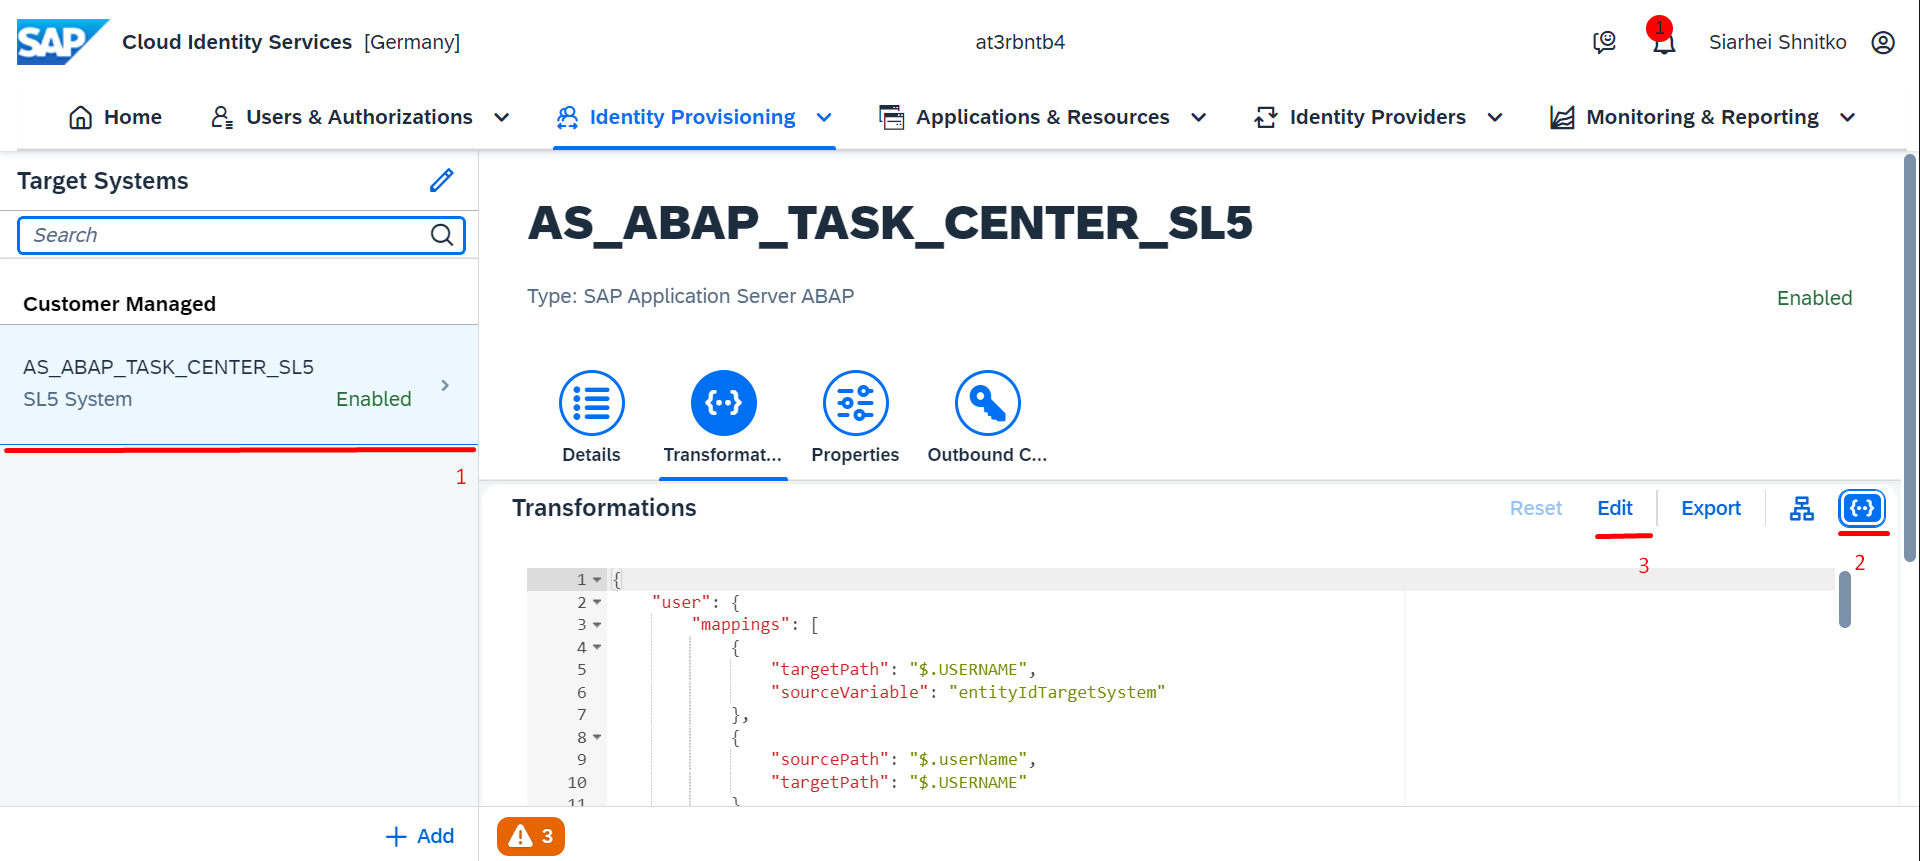 SAP Cloud Identity Services [Germany] at3rbntb4 1 Siarhei Shnitko
Home Users & Authorizations Identity Provisioning Applications & Resources Identity Providers Monitoring & Reporting
Target Systems
Search
Customer Managed
AS_ABAP_TASK_CENTER_SL5
SL5 System Enabled
1
Add
AS_ABAP_TASK_CENTER_SL5
Type: SAP Application Server ABAP Enabled
Details Transformat... Properties Outbound C...
Transformations Reset Edit Export {··}
3 2
1 {
2 "user": {
3 "mappings": [
4 {
5 "targetPath": "$.USERNAME",
6 "sourceVariable": "entityIdTargetSystem"
7 },
8 {
9 "sourcePath": "$.userName",
10 "targetPath": "$.USERNAME"
11 }
3